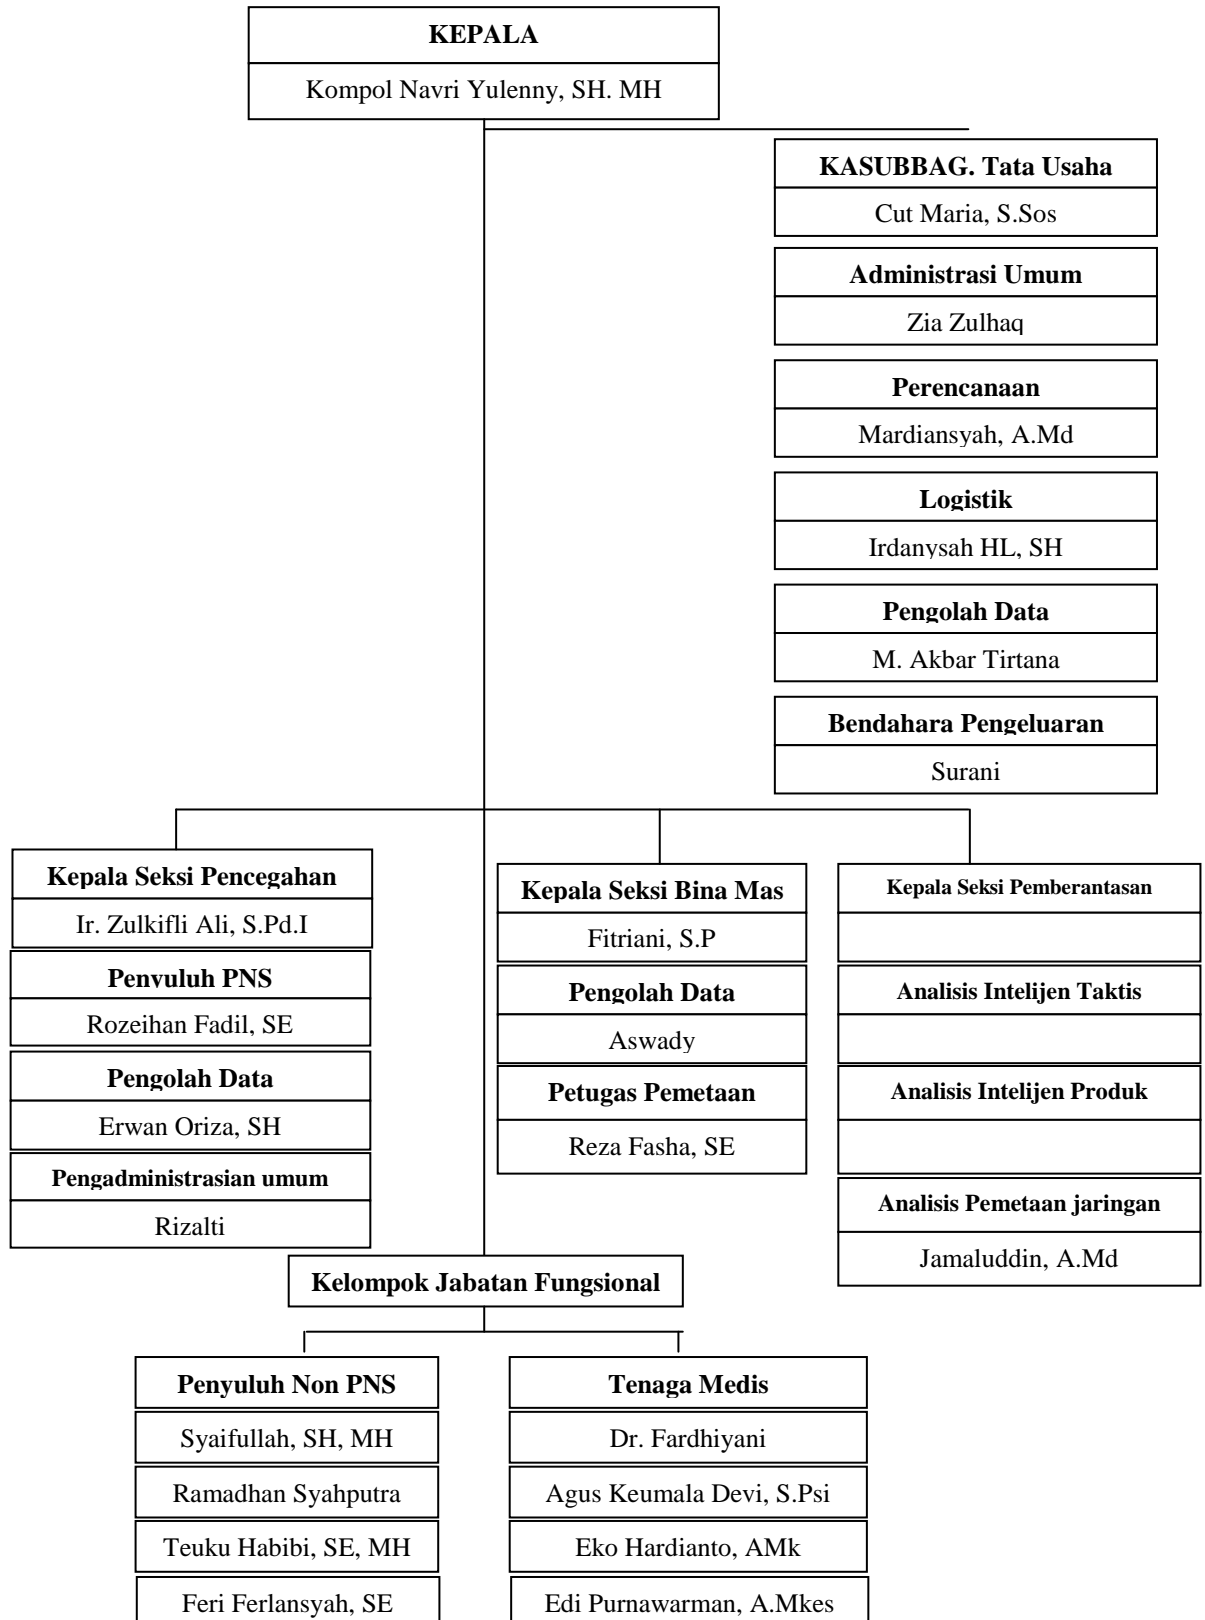 KEPALA
Kompol Navri Yulenny, SH. MH
KASUBBAG. Tata Usaha
Cut Maria, S.Sos
Administrasi Umum
Zia Zulhaq
Perencanaan
Mardiansyah, A.Md
Logistik
Irdanysah HL, SH
Pengolah Data
M. Akbar Tirtana
Bendahara Pengeluaran
Surani
Kepala Seksi Pencegahan
Ir. Zulkifli Ali, S.Pd.I
Penyuluh PNS
Rozeihan Fadil, SE
Pengolah Data
Erwan Oriza, SH
Pengadministrasian umum
Rizalti
Kepala Seksi Bina Mas
Fitriani, S.P
Pengolah Data
Aswady
Petugas Pemetaan
Reza Fasha, SE
Kepala Seksi Pemberantasan
Analisis Intelijen Taktis
Analisis Intelijen Produk
Analisis Pemetaan jaringan
Jamaluddin, A.Md
Kelompok Jabatan Fungsional
Penyuluh Non PNS
Syaifullah, SH, MH
Ramadhan Syahputra
Teuku Habibi, SE, MH
Feri Ferlansyah, SE
Tenaga Medis
Dr. Fardhiyani
Agus Keumala Devi, S.Psi
Eko Hardianto, AMk
Edi Purnawarman, A.Mkes